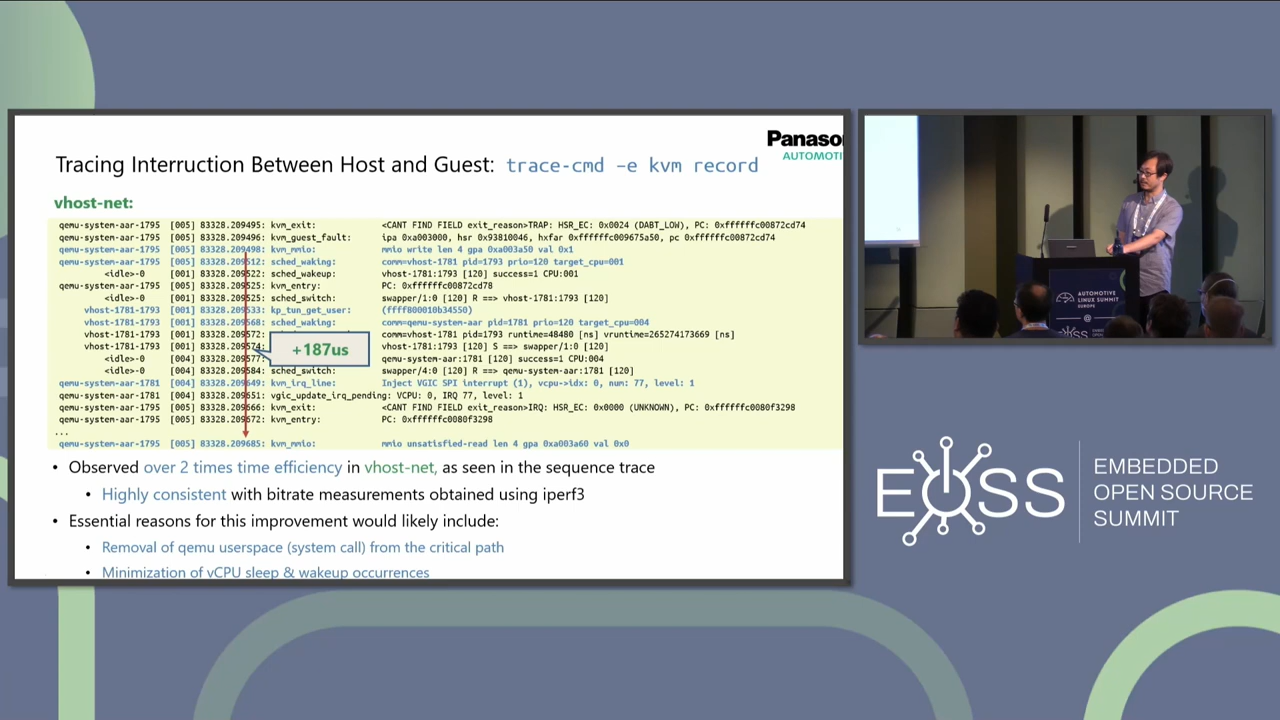 Panaso
AUTOMOTI
Tracing Interruction Between Host and Guest: trace-cmd –e kvm record
vhost-net:
qemu-system-aar-1795 [005] 83328.209495: kvm_exit: <CANT FIND FIELD exit_reason>TRAP: HSR_EC: 0x0024 (DABT_LOW), PC: 0xffffffc00872cd74
qemu-system-aar-1795 [005] 83328.209496: kvm_guest_fault: ipa 0xa003000, hsr 0x93810046, hxfar 0xffffffc009675a50, pc 0xffffffc00872cd74
qemu-system-aar-1795 [005] 83328.209498: kvm_mmio: mmio write len 4 gpa 0xa003a50 val 0x1
qemu-system-aar-1795 [005] 83328.209512: sched_waking: comm=vhost-1781 pid=1793 prio=120 target_cpu=001
<idle>-0 [001] 83328.209522: sched_wakeup: vhost-1781:1793 [120] success=1 CPU:001
qemu-system-aar-1795 [005] 83328.209525: kvm_entry: PC: 0xffffffc00872cd78
<idle>-0 [001] 83328.209525: sched_switch: swapper/1:0 [120] R ==> vhost-1781:1793 [120]
vhost-1781-1793 [001] 83328.209533: kp_tun_get_user: (ffff800010b34550)
vhost-1781-1793 [001] 83328.209568: sched_waking: comm=qemu-system-aar pid=1781 prio=120 target_cpu=004
vhost-1781-1793 [001] 83328.209572: comm=vhost-1781 pid=1793 runtime=48480 [ns] vruntime=265274173669 [ns]
vhost-1781-1793 [001] 83328.209574: vhost-1781:1793 [120] S ==> swapper/1:0 [120]
+187us
<idle>-0 [004] 83328.209577: qemu-system-aar:1781 [120] success=1 CPU:004
<idle>-0 [004] 83328.209584: sched_switch: swapper/4:0 [120] R ==> qemu-system-aar:1781 [120]
qemu-system-aar-1781 [004] 83328.209649: kvm_irq_line: Inject VGIC SPI interrupt (1), vcpu->idx: 0, num: 77, level: 1
qemu-system-aar-1781 [004] 83328.209651: vgic_update_irq_pending: VCPU: 0, IRQ 77, level: 1
qemu-system-aar-1795 [005] 83328.209666: kvm_exit: <CANT FIND FIELD exit_reason>IRQ: HSR_EC: 0x0000 (UNKNOWN), PC: 0xffffffc0080f3298
qemu-system-aar-1795 [005] 83328.209672: kvm_entry: PC: 0xffffffc0080f3298
...
qemu-system-aar-1795 [005] 83328.209685: kvm_mmio: mmio unsatisfied-read len 4 gpa 0xa003a60 val 0x0
• Observed over 2 times time efficiency in vhost-net, as seen in the sequence trace
• Highly consistent with bitrate measurements obtained using iperf3
• Essential reasons for this improvement would likely include:
• Removal of qemu userspace (system call) from the critical path
• Minimization of vCPU sleep & wakeup occurrences
AUTOMOTIVE
LINUX SUMMIT
EUROPE
@
EOSS
EOSS
EMBEDDED
OPEN SOURCE
SUMMIT